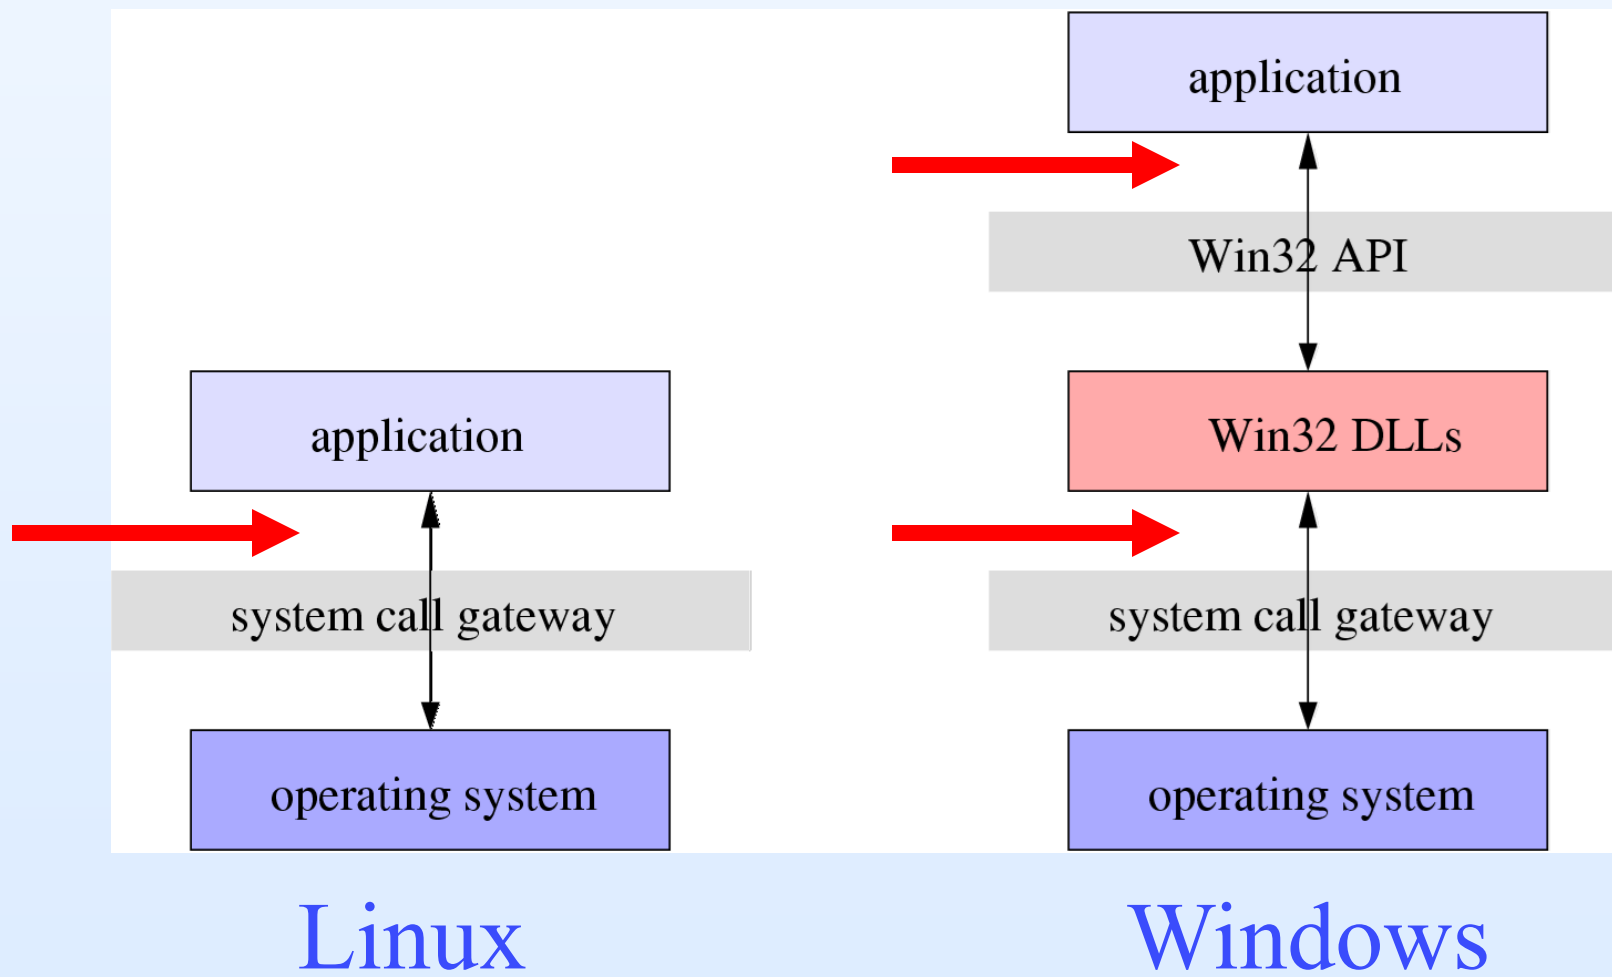 application
Win32 API
application
Win32 DLLs
system call gateway
system call gateway
operating system
operating system
Linux
Windows